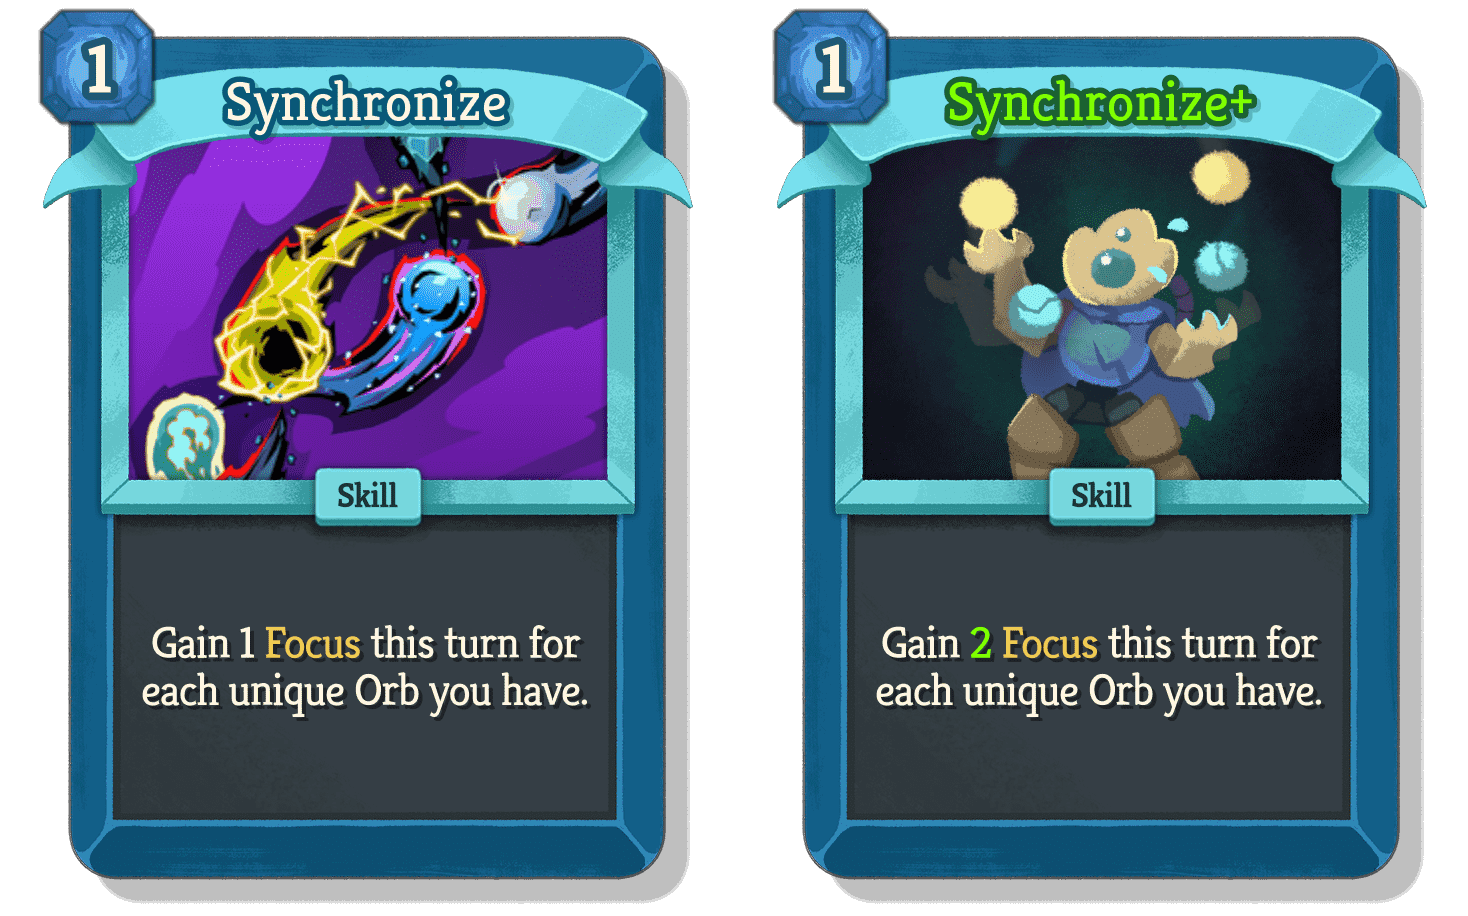 1
Synchronize
Skill
Gain 1 Focus this turn for
each unique Orb you have.
1
Synchronize+
Skill
Gain 2 Focus this turn for
each unique Orb you have.